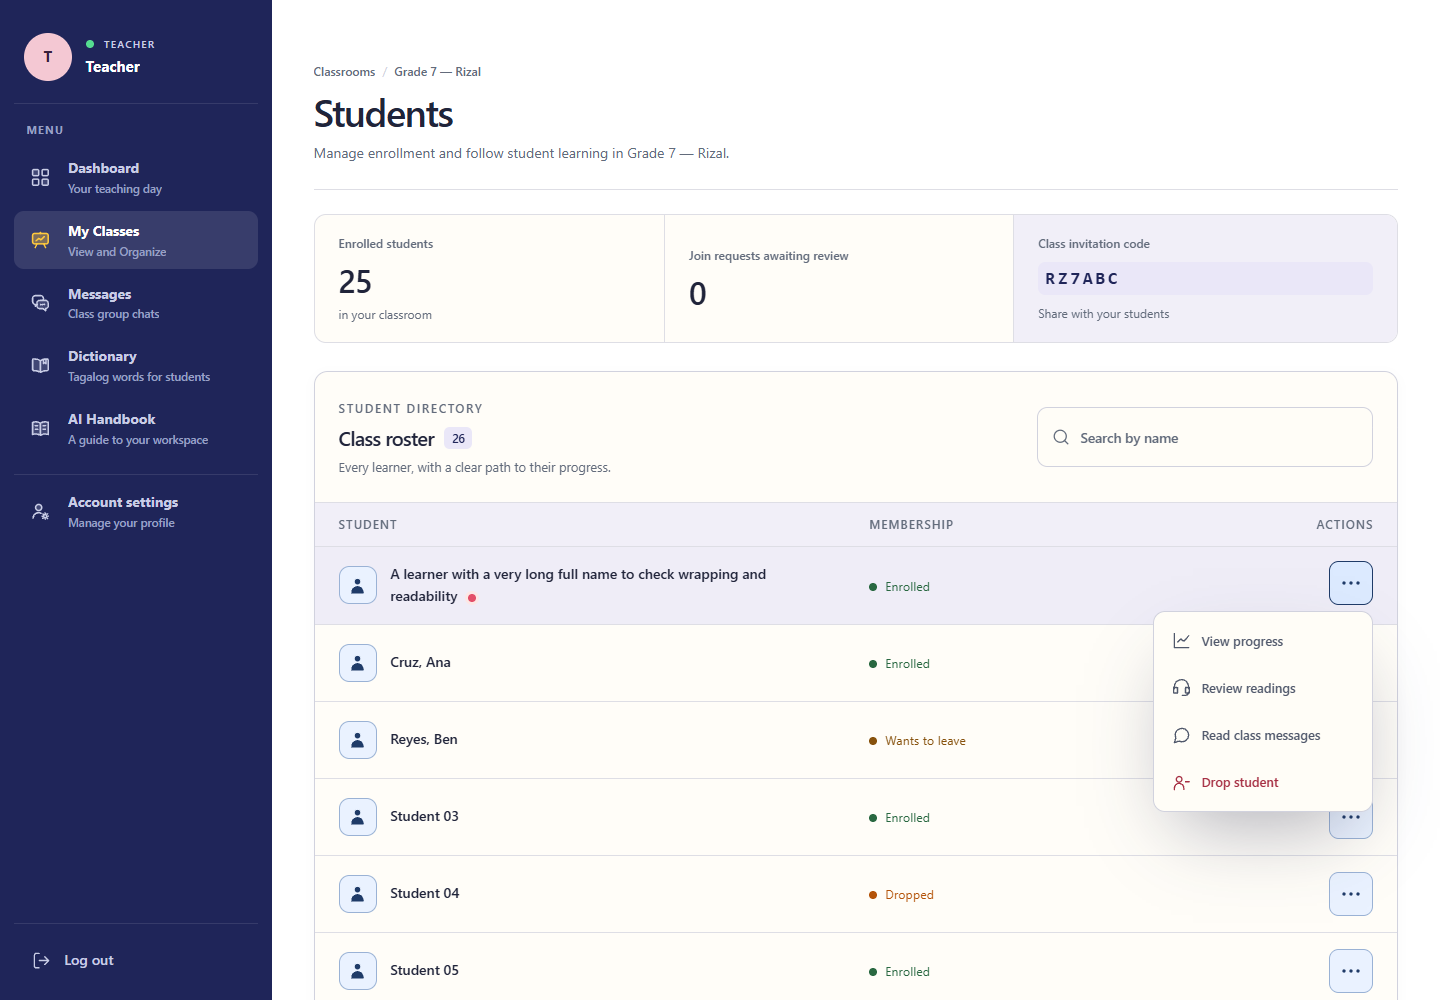 T
TEACHER
Teacher
MENU
Dashboard
Your teaching day
My Classes
View and Organize
Messages
Class group chats
Dictionary
Tagalog words for students
AI Handbook
A guide to your workspace
Account settings
Manage your profile
Log out
Classrooms / Grade 7 — Rizal
Students
Manage enrollment and follow student learning in Grade 7 — Rizal.
Enrolled students
25
in your classroom
Join requests awaiting review
0
Class invitation code
RZ7ABC
Share with your students
STUDENT DIRECTORY
Class roster 26
Every learner, with a clear path to their progress.
Search by name
STUDENT MEMBERSHIP ACTIONS
A learner with a very long full name to check wrapping and
readability
Enrolled
Cruz, Ana Enrolled
Reyes, Ben Wants to leave
Student 03 Enrolled
Student 04 Dropped
Student 05 Enrolled
View progress
Review readings
Read class messages
Drop student